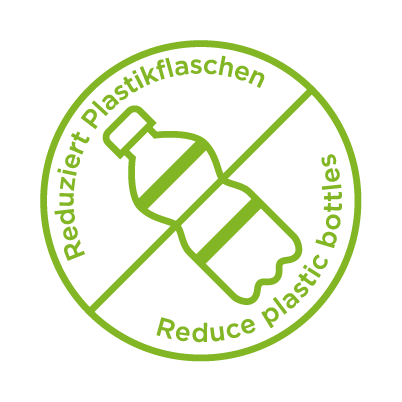 Reduziert Plastikflaschen
Reduce plastic bottles